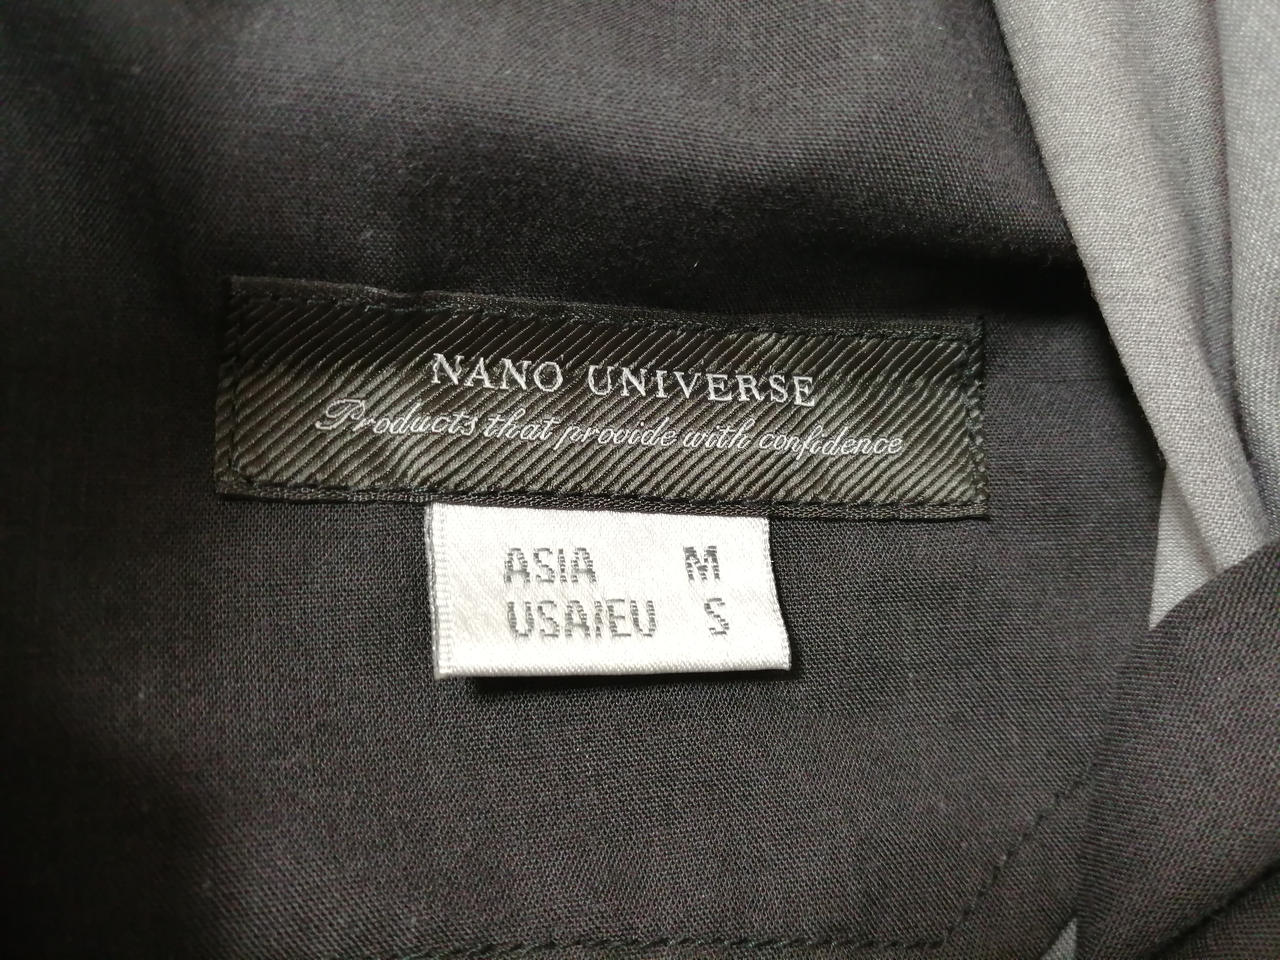 NANO UNIVERSE
Products that provide with confidence
ASIA M
USA/EU S